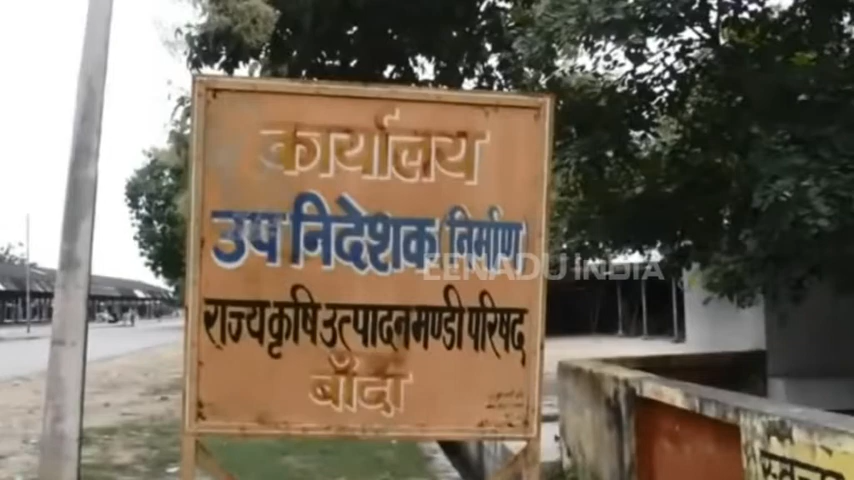 कार्यालय
उप निदेशक निर्माण
राज्य कृषि उत्पादन मण्डी परिषद्
बाँदा
EENADU INDIA